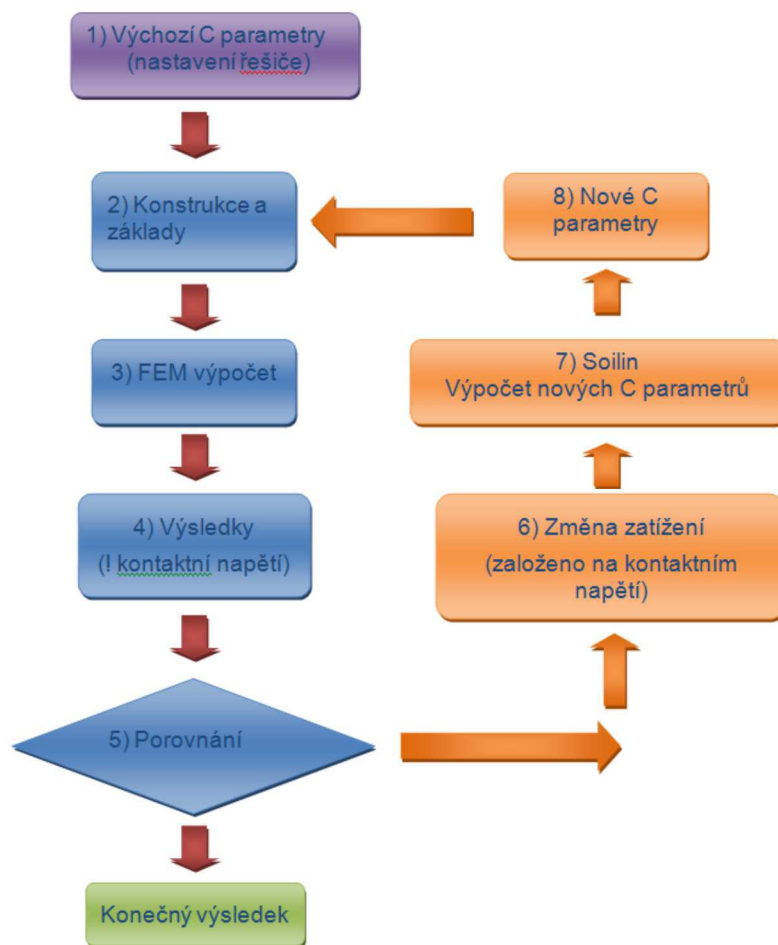 1) Výchozí C parametry
(nastavení řešiče)
2) Konstrukce a
základy
3) FEM výpočet
4) Výsledky
(! kontaktní napětí)
5) Porovnání
6) Změna zatížení
(založeno na kontaktním
napětí)
7) Soilin
Výpočet nových C parametrů
8) Nové C
parametry
Konečný výsledek